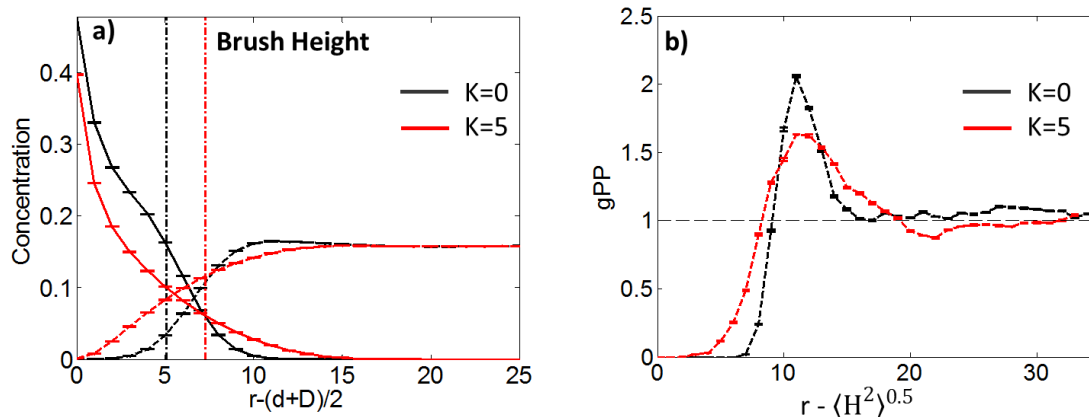 a)
Brush Height
K=0
K=5
Concentration
0.4
0.3
0.2
0.1
0
0 5 10 15 20 25
r-(d+D)/2
b)
K=0
K=5
gPP
2.5
2
1.5
1
0.5
0
0 10 20 30
r - ⟨H²⟩⁰·⁵